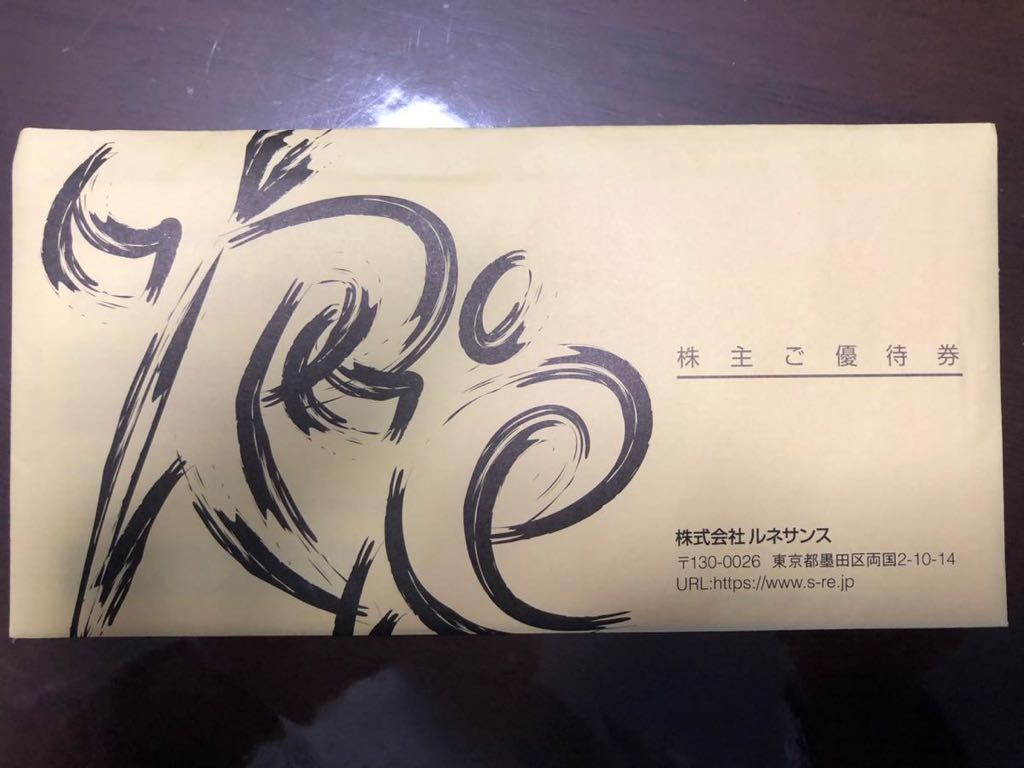 株主ご優待券
株式会社 ルネサンス
〒130-0026 東京都墨田区両国2-10-14
URL:https://www.s-re.jp